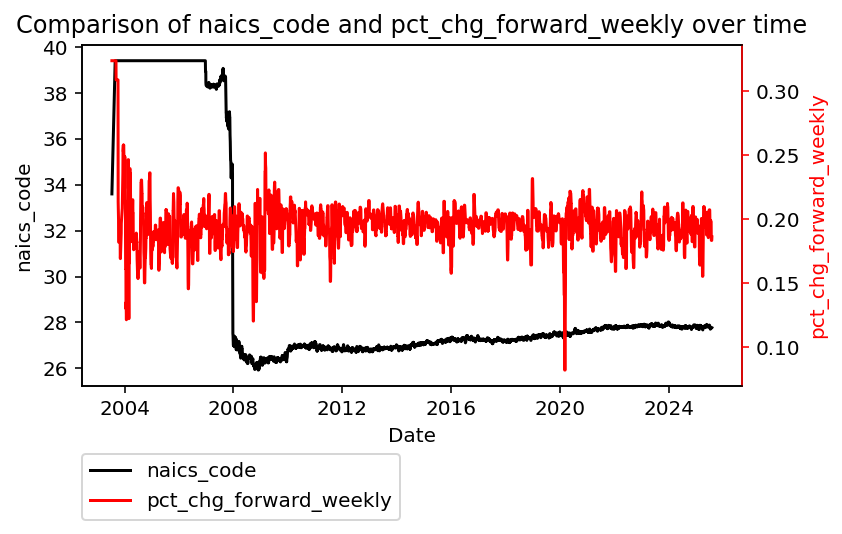 Comparison of naics_code and pct_chg_forward_weekly over time
40
38
36
34
32
30
28
26
naics_code
0.30
0.25
0.20
0.15
0.10
pct_chg_forward_weekly
2004 2008 2012 2016 2020 2024
Date
naics_code
pct_chg_forward_weekly